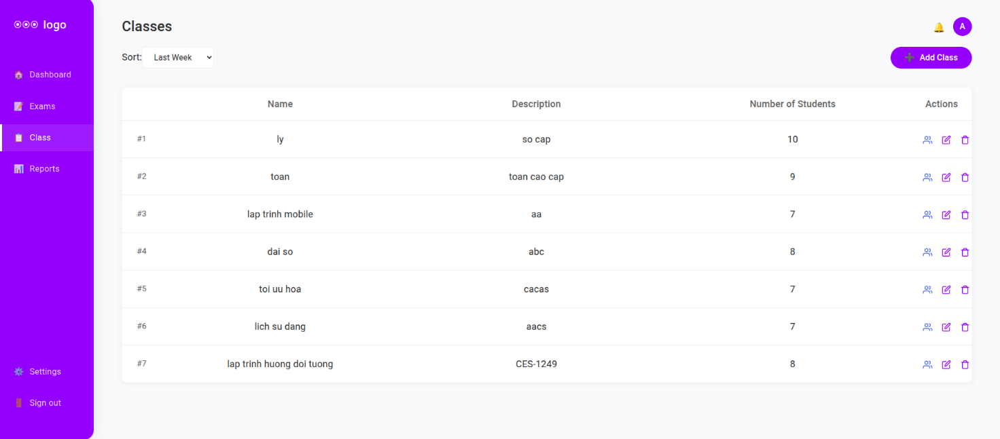 logo
Dashboard
Exams
Class
Reports
Settings
Sign out
Classes
A
Sort: Last Week
Add Class
Name Description Number of Students Actions
#1 ly so cap 10
#2 toan toan cao cap 9
#3 lap trinh mobile aa 7
#4 dai so abc 8
#5 toi uu hoa cacas 7
#6 lich su dang aacs 7
#7 lap trinh huong doi tuong CES-1249 8